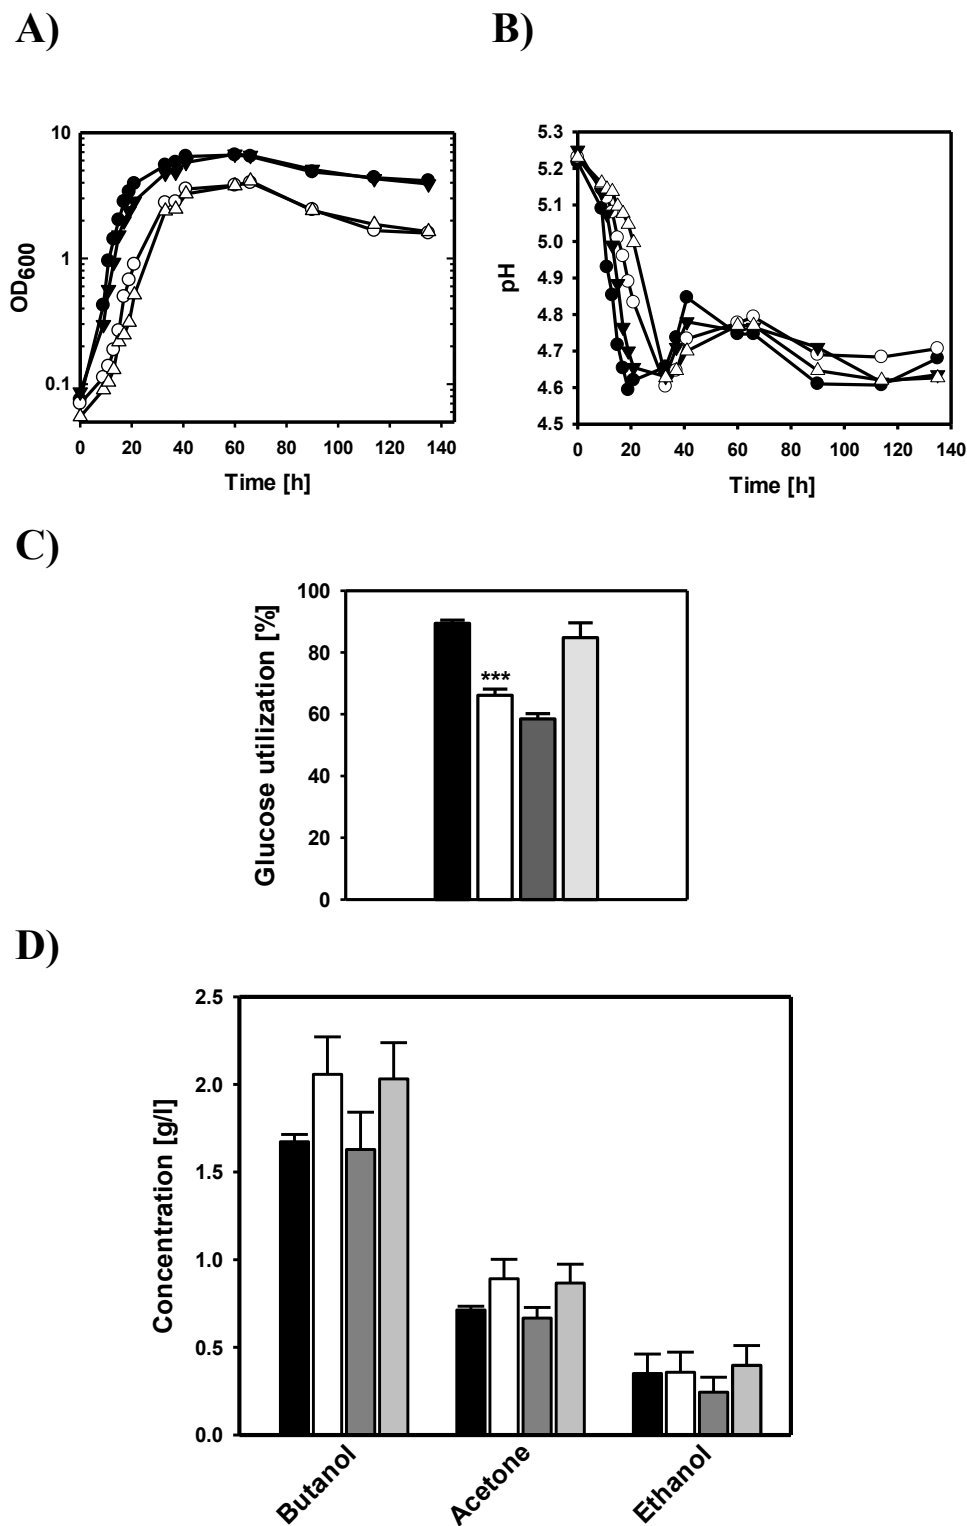 A)
B)
10
1
0.1
OD600
0 20 40 60 80 100 120 140
Time [h]
5.3
5.2
5.1
5.0
4.9
4.8
4.7
4.6
4.5
pH
0 20 40 60 80 100 120 140
Time [h]
C)
100
80
60
40
20
0
Glucose utilization [%]
***
D)
2.5
2.0
1.5
1.0
0.5
0.0
Concentration [g/l]
Butanol
Acetone
Ethanol